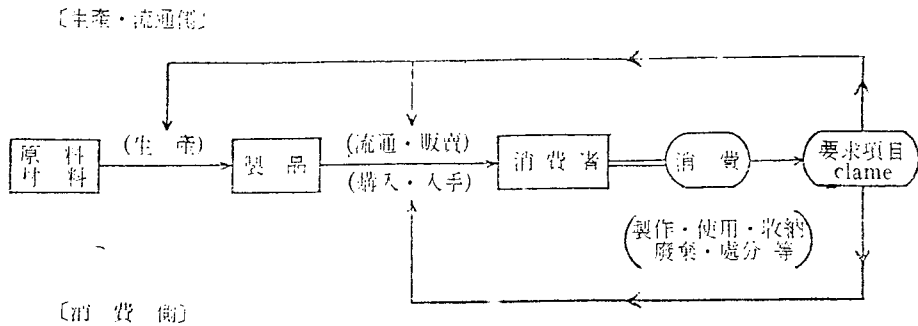 〔生產・流通側〕
原料
材料
(生產)
製品
(流通・販賣)
(購入・入手)
消費者
消費
要求項目
clame
(製作・使用・收納
廢棄・處分 等)
〔消費側〕